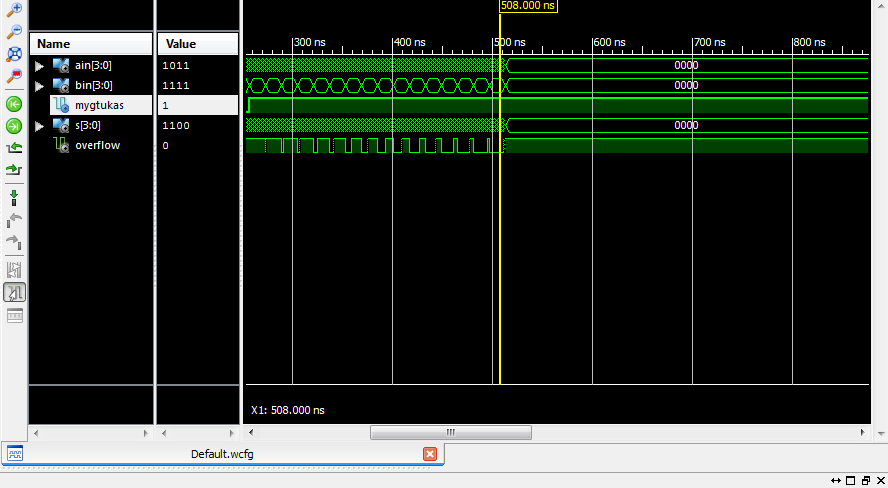 508.000 ns
Name Value
300 ns 400 ns 500 ns 600 ns 700 ns 800 ns
ain[3:0] 1011 0000
bin[3:0] 1111 0000
mygtukas 1
s[3:0] 1100 0000
overflow 0
X1: 508.000 ns
Default.wcfg